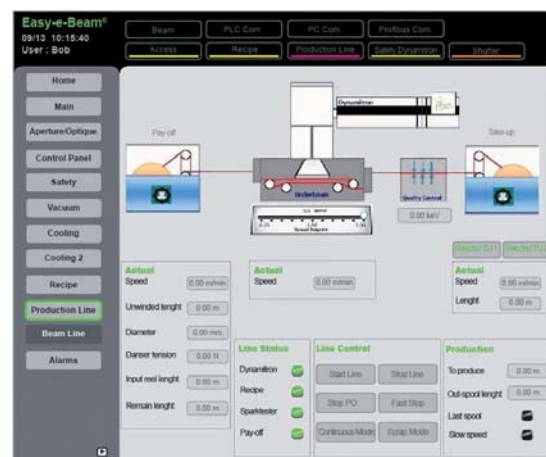 Easy-e-Beam®
09/13 10:15:40
User : Bob
Beam PLC Com PC Com Profibus Com
Access Recipe Production Line Safety Dynamitron Shutter
Home
Main
Aperture/Optique
Control Panel
Safety
Vacuum
Cooling
Cooling 2
Recipe
Production Line
Beam Line
Alarms
Pay-off
Dynamitron
Take-up
Underbeam
Quality Control
0.00 keV
Actual
Speed 0.00 m/min
Unwinded lenght 0.00 m
Diameter 0.00 mm
Danser tension 0.00 N
Input reel lenght 0.00 m
Remain lenght 0.00 m
Actual
Speed 0.00 m/min
Actual
Speed 0.00 m/min
Lenght 0.00 m
Line Status
Dynamitron
Recipe
Sparktester
Pay-off
Line Control
Start Line Stop Line
Stop PO Fast Stop
Continuous Mode Scrap Mode
Production
To produce 0.00 m
Out-spool lenght 0.00 m
Last spool
Slow speed